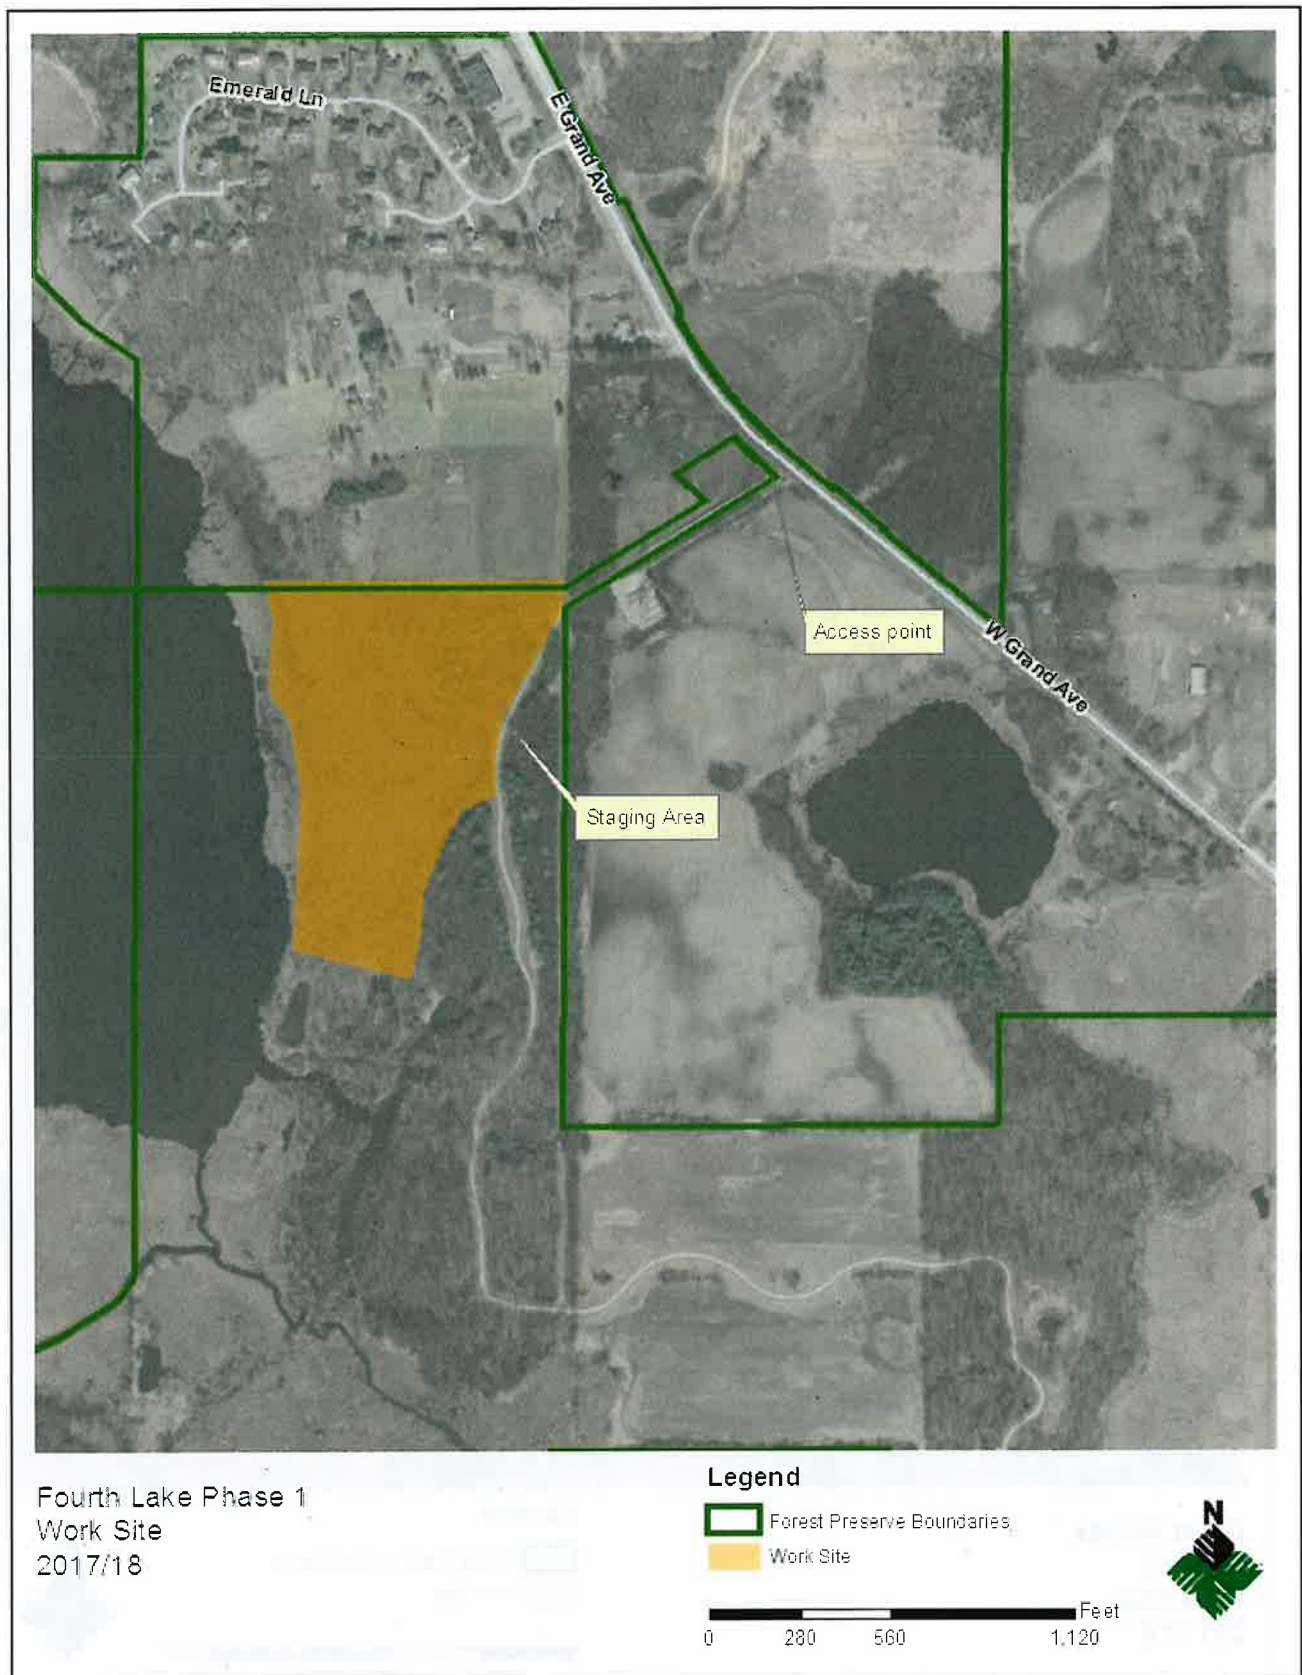 Emerald Ln
E Grand Ave
Access point
W Grand Ave
Staging Area
Fourth Lake Phase 1
Work Site
2017/18
Legend
Forest Preserve Boundaries
Work Site
N
Feet
0 280 560 1,120